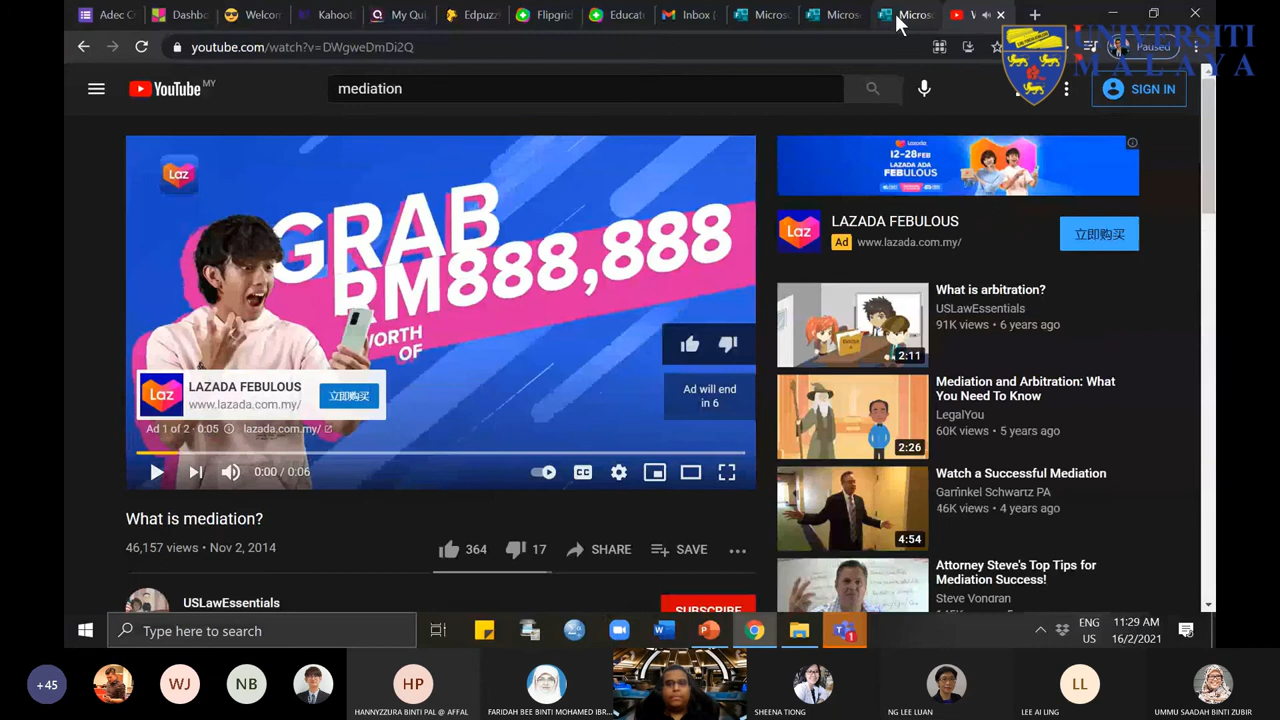 Adec C
Dashb
Welcon
Kahoot
My Qui
Edpuzz
Flipgrid
Educat
Inbox (
Micros
Micros
Micros
UNIVERSITI
MALAYA
youtube.com/watch?v=DWgweDmDi2Q
Paused
YouTube MY
mediation
SIGN IN
Laz
GRAB
RM888,888
WORTH
OF
Laz
LAZADA FEBULOUS
www.lazada.com.my/
立即购买
Ad will end
in 6
Ad 1 of 2 · 0:05
lazada.com.my/
0:00 / 0:06
CC
What is mediation?
46,157 views • Nov 2, 2014
364
17
SHARE
SAVE
USLawEssentials
SUBSCRIBE
Lazada
12-28FEB
LAZADA ADA
FEBULOUS
Laz
LAZADA FEBULOUS
Ad
www.lazada.com.my/
立即购买
What is arbitration?
USLawEssentials
91K views • 6 years ago
2:11
Mediation and Arbitration: What
You Need To Know
LegalYou
60K views • 5 years ago
2:26
Watch a Successful Mediation
Garfinkel Schwartz PA
46K views • 4 years ago
4:54
Attorney Steve's Top Tips for
Mediation Success!
Steve Vondran
Type here to search
ENG
US
11:29 AM
16/2/2021
+45
WJ
NB
HP
HANNYZZURA BINTI PAL @ AFFAL
FARIDAH BEE BINTI MOHAMED IBR...
SHEENA TIONG
NG LEE LUAN
LL
LEE AI LING
UMMU SAADAH BINTI ZUBIR